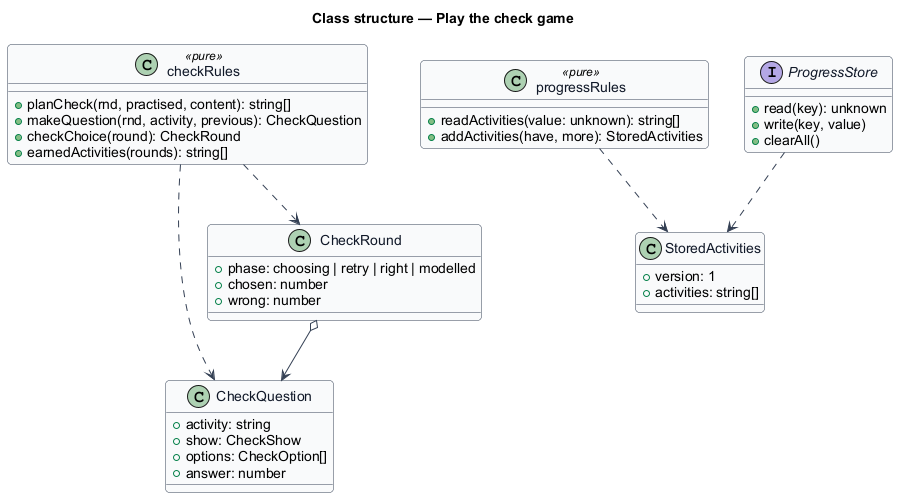 Class structure — Play the check game
C
«pure»
checkRules
planCheck(rnd, practised, content): string[]
makeQuestion(rnd, activity, previous): CheckQuestion
checkChoice(round): CheckRound
earnedActivities(rounds): string[]
C
«pure»
progressRules
readActivities(value: unknown): string[]
addActivities(have, more): StoredActivities
I ProgressStore
read(key): unknown
write(key, value)
clearAll()
C CheckRound
phase: choosing | retry | right | modelled
chosen: number
wrong: number
C StoredActivities
version: 1
activities: string[]
C CheckQuestion
activity: string
show: CheckShow
options: CheckOption[]
answer: number